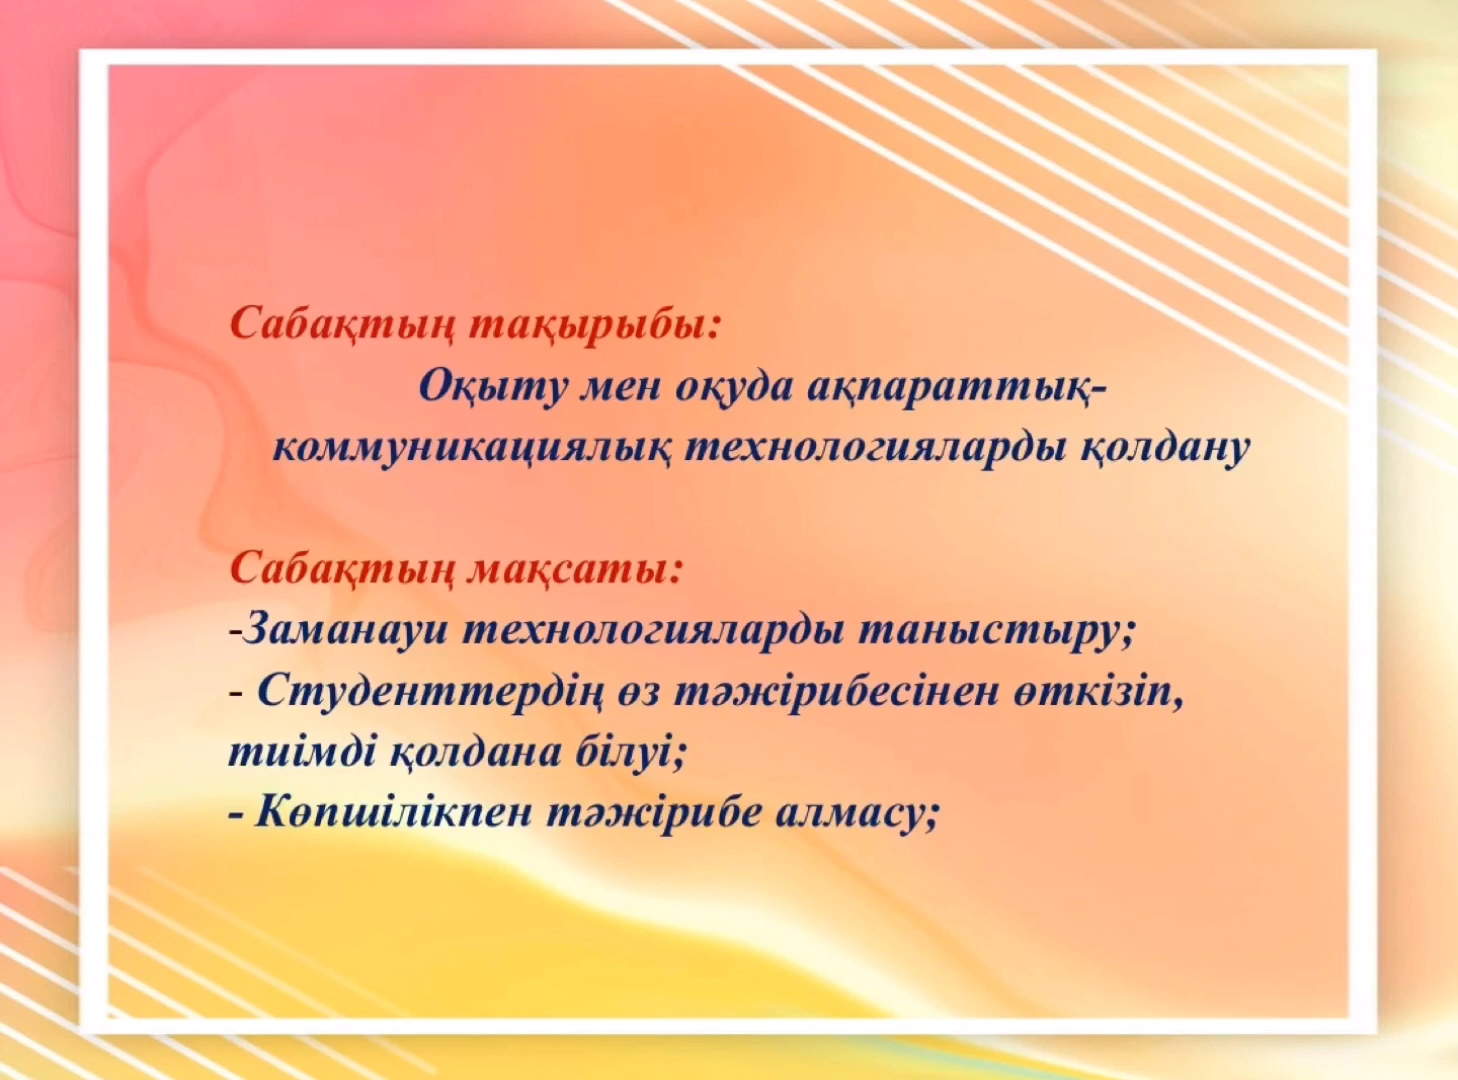 Сабақтың тақырыбы:
Оқыту мен оқуда ақпараттық-
коммуникациялық технологияларды қолдану
Сабақтың мақсаты:
-Заманауи технологияларды таныстыру;
- Студенттердің өз тәжірибесінен өткізіп,
тиімді қолдана білуі;
- Көпшілікпен тәжірибе алмасу;